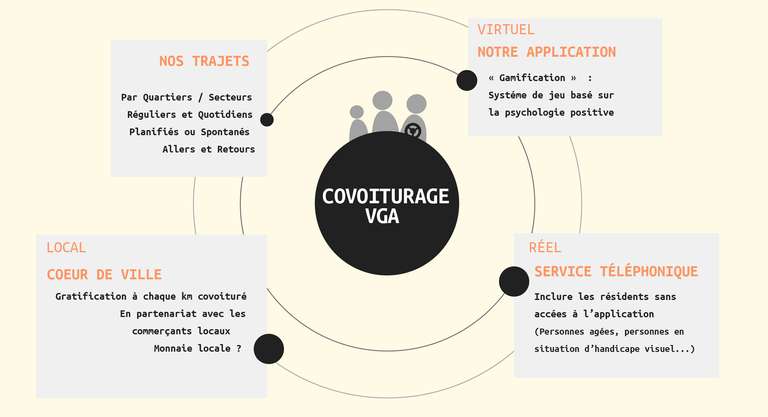 NOS TRAJETS
Par Quartiers / Secteurs
Réguliers et Quotidiens
Planifiés ou Spontanés
Allers et Retours
VIRTUEL
NOTRE APPLICATION
« Gamification »  :
Systéme de jeu basé sur
la psychologie positive
COVOITURAGE
VGA
LOCAL
COEUR DE VILLE
Gratification à chaque km covoituré
En partenariat avec les
commerçants locaux
Monnaie locale ?
RÉEL
SERVICE TÉLÉPHONIQUE
Inclure les résidents sans
accées à l’application
(Personnes agées, personnes en
situation d’handicape visuel...)